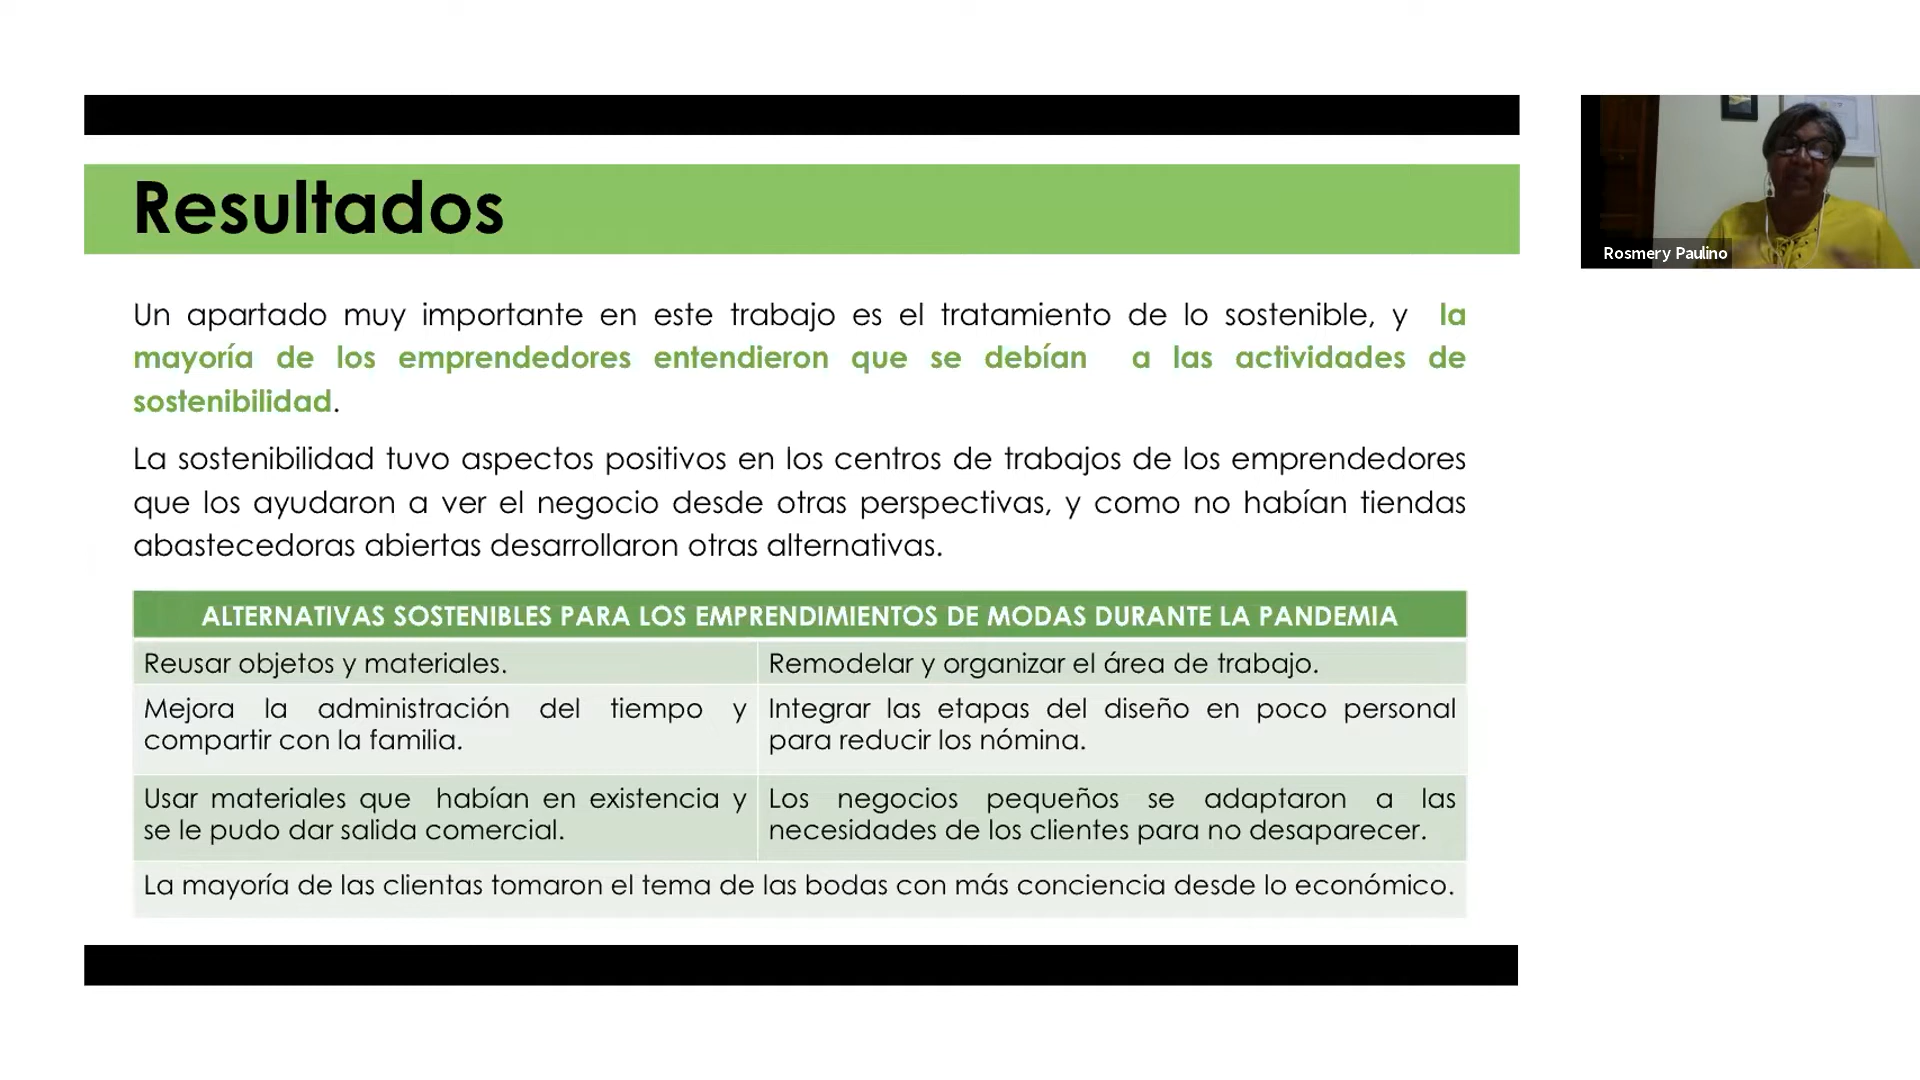 Resultados
Un apartado muy importante en este trabajo es el tratamiento de lo sostenible, y la
mayoría de los emprendedores entendieron que se debían a las actividades de
sostenibilidad.
La sostenibilidad tuvo aspectos positivos en los centros de trabajos de los emprendedores
que los ayudaron a ver el negocio desde otras perspectivas, y como no habían tiendas
abastecedoras abiertas desarrollaron otras alternativas.
ALTERNATIVAS SOSTENIBLES PARA LOS EMPRENDIMIENTOS DE MODAS DURANTE LA PANDEMIA
Reusar objetos y materiales.
Remodelar y organizar el área de trabajo.
Mejora la administración del tiempo y
compartir con la familia.
Integrar las etapas del diseño en poco personal
para reducir los nómina.
Usar materiales que habían en existencia y
se le pudo dar salida comercial.
Los negocios pequeños se adaptaron a las
necesidades de los clientes para no desaparecer.
La mayoría de las clientas tomaron el tema de las bodas con más conciencia desde lo económico.
Rosmery Paulino